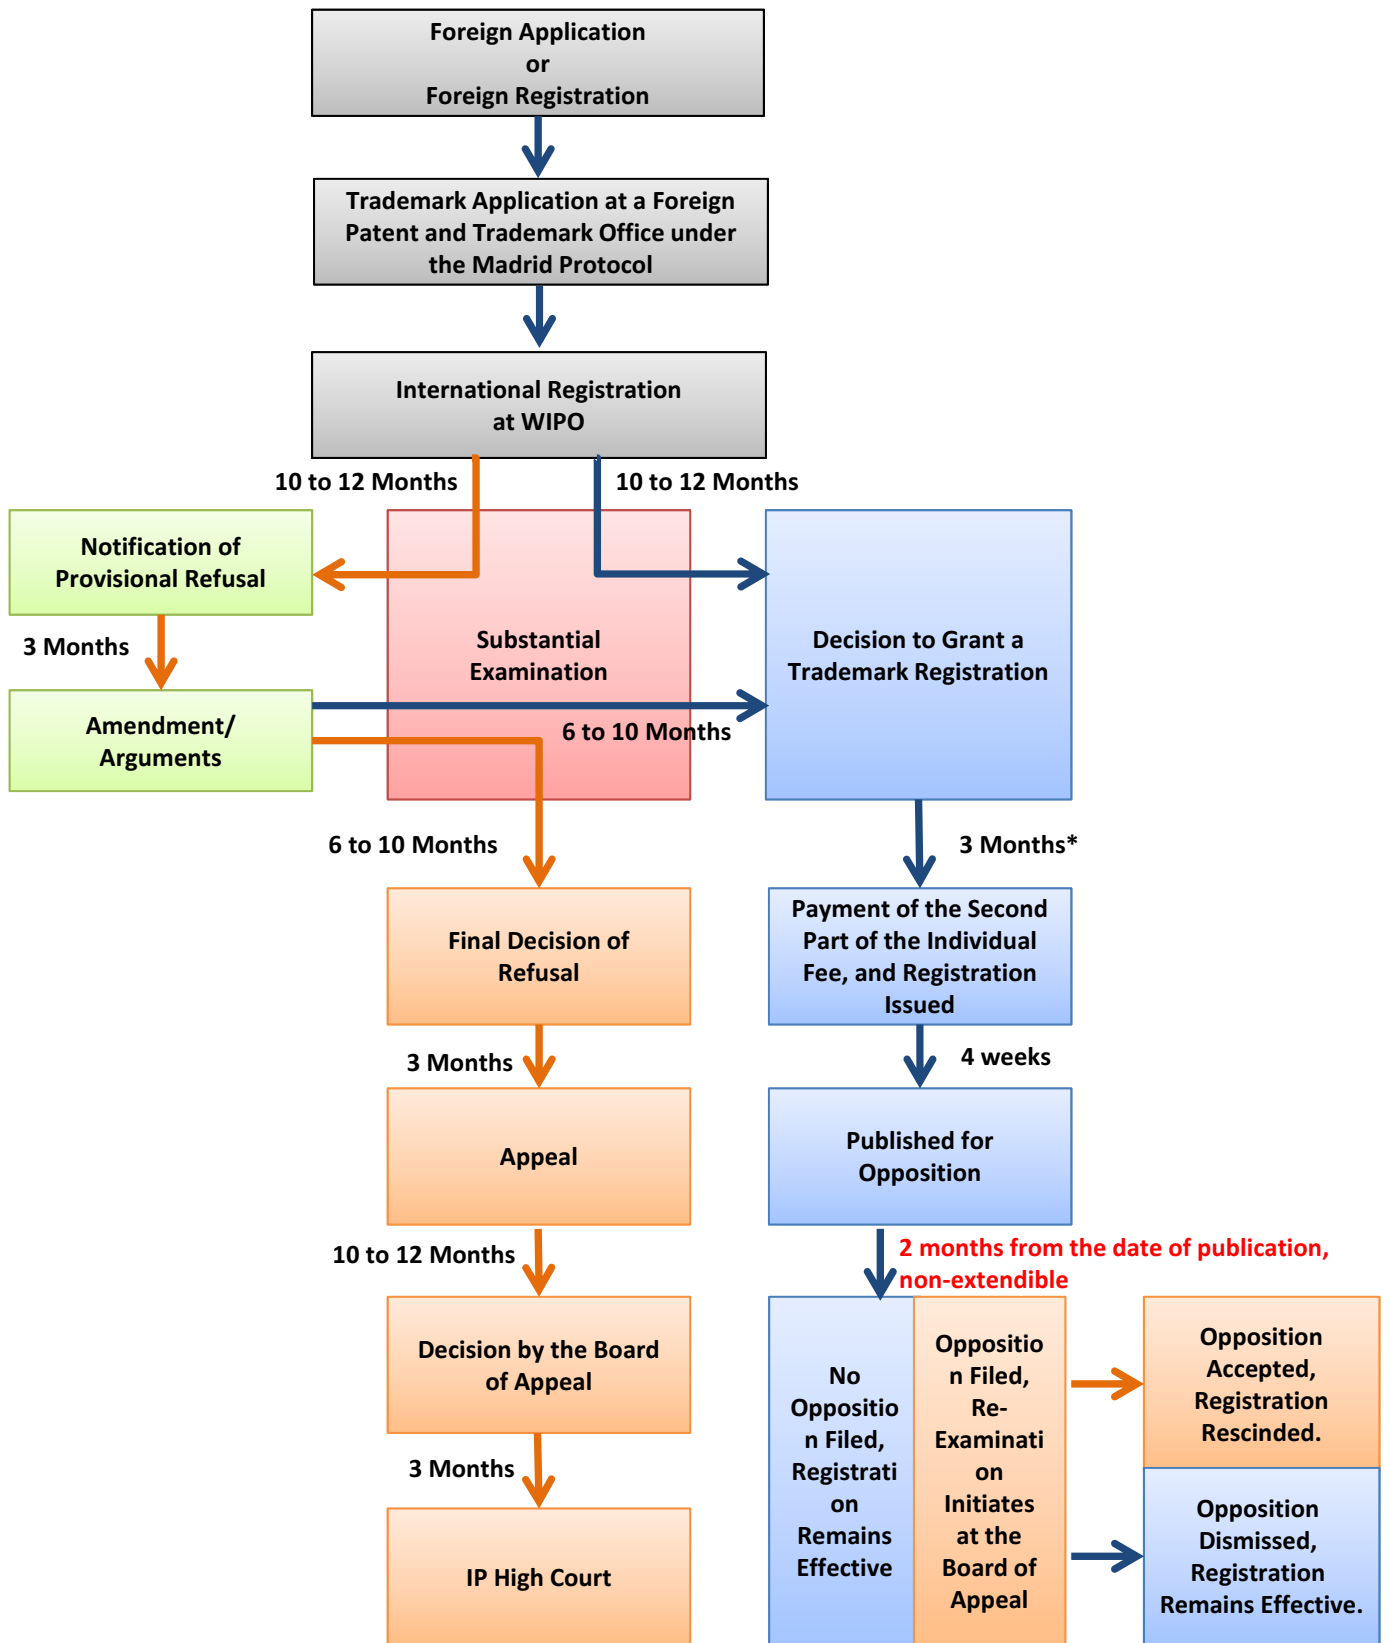 Foreign Application
or
Foreign Registration
Trademark Application at a Foreign
Patent and Trademark Office under
the Madrid Protocol
International Registration
at WIPO
10 to 12 Months
10 to 12 Months
Notification of
Provisional Refusal
3 Months
Amendment/
Arguments
Substantial
Examination
Decision to Grant a
Trademark Registration
6 to 10 Months
6 to 10 Months
3 Months*
Final Decision of
Refusal
Payment of the Second
Part of the Individual
Fee, and Registration
Issued
3 Months
4 weeks
Appeal
Published for
Opposition
10 to 12 Months
2 months from the date of publication,
non-extendible
Decision by the Board
of Appeal
3 Months
IP High Court
No
Oppositio
n Filed,
Registrati
on
Remains
Effective
Oppositio
n Filed,
Re-
Examinati
on
Initiates
at the
Board of
Appeal
Opposition
Accepted,
Registration
Rescinded.
Opposition
Dismissed,
Registration
Remains Effective.